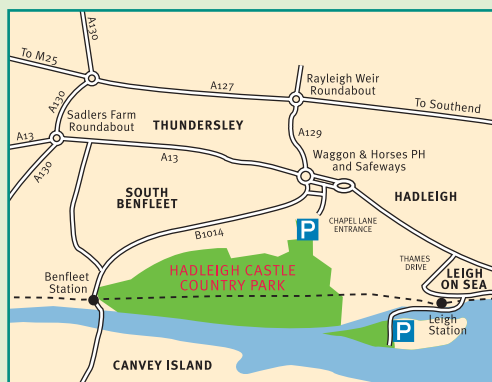 A130
To M25
A127
Rayleigh Weir
Roundabout
To Southend
A130
Sadlers Farm
Roundabout
THUNDERSLEY
A129
A13
A13
Waggon & Horses PH
and Safeways
A130
SOUTH
BENFLEET
HADLEIGH
P
CHAPEL LANE
ENTRANCE
B1014
THAMES
DRIVE
HADLEIGH CASTLE
COUNTRY PARK
LEIGH
ON SEA
Benfleet
Station
P
Leigh
Station
CANVEY ISLAND